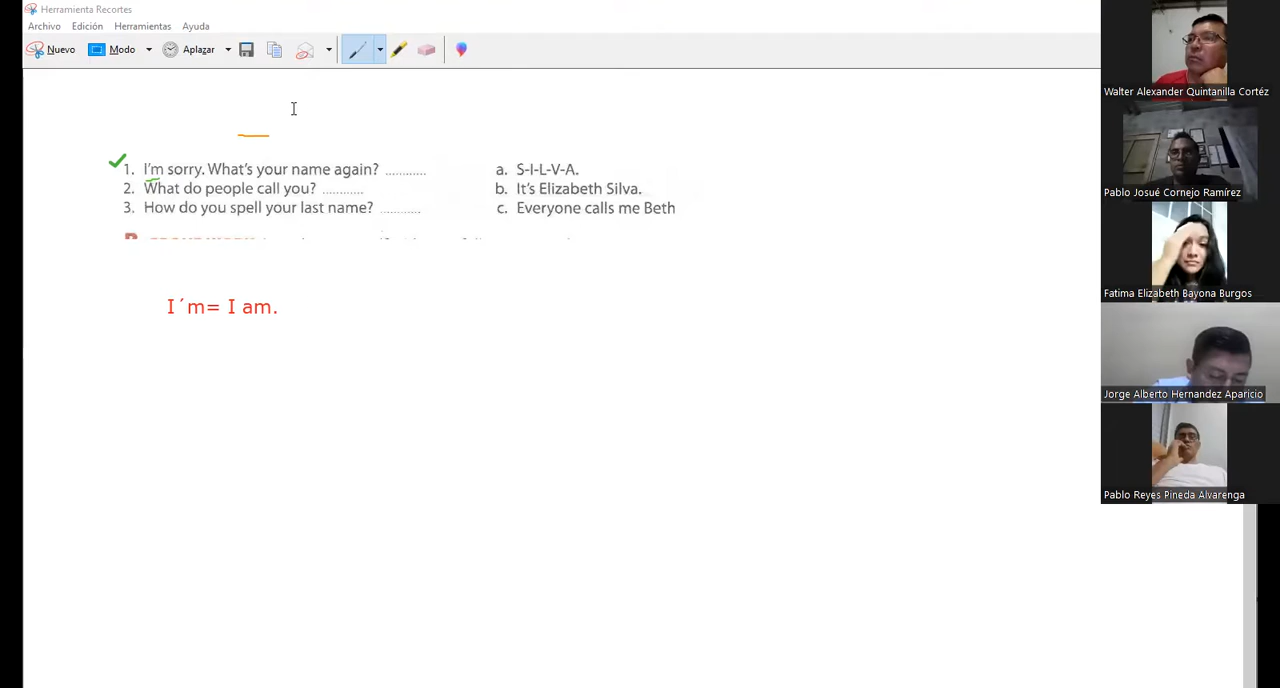 Herramienta Recortes
Archivo Edición Herramientas Ayuda
Nuevo Modo Aplagar
1. I'm sorry. What's your name again? ............ a. S-I-L-V-A.
2. What do people call you? ............ b. It's Elizabeth Silva.
3. How do you spell your last name? ............ c. Everyone calls me Beth
I´m= I am.
Walter Alexander Quintanilla Cortéz
Pablo Josué Cornejo Ramírez
Fatima Elizabeth Bayona Burgos
Jorge Alberto Hernandez Aparicio
Pablo Reyes Pineda Alvarenga